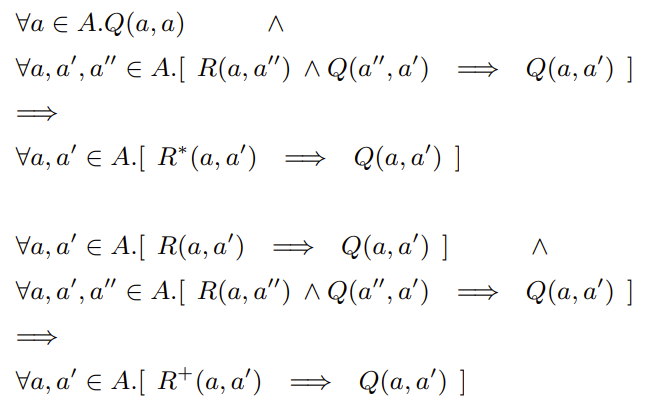 ∀a ∈ A.Q(a, a) ∧
∀a, a′, a″ ∈ A.[ R(a, a″) ∧ Q(a″, a′) ⟹ Q(a, a′) ]
⟹
∀a, a′ ∈ A.[ R*(a, a′) ⟹ Q(a, a′) ]
∀a, a′ ∈ A.[ R(a, a′) ⟹ Q(a, a′) ] ∧
∀a, a′, a″ ∈ A.[ R(a, a″) ∧ Q(a″, a′) ⟹ Q(a, a′) ]
⟹
∀a, a′ ∈ A.[ R⁺(a, a′) ⟹ Q(a, a′) ]